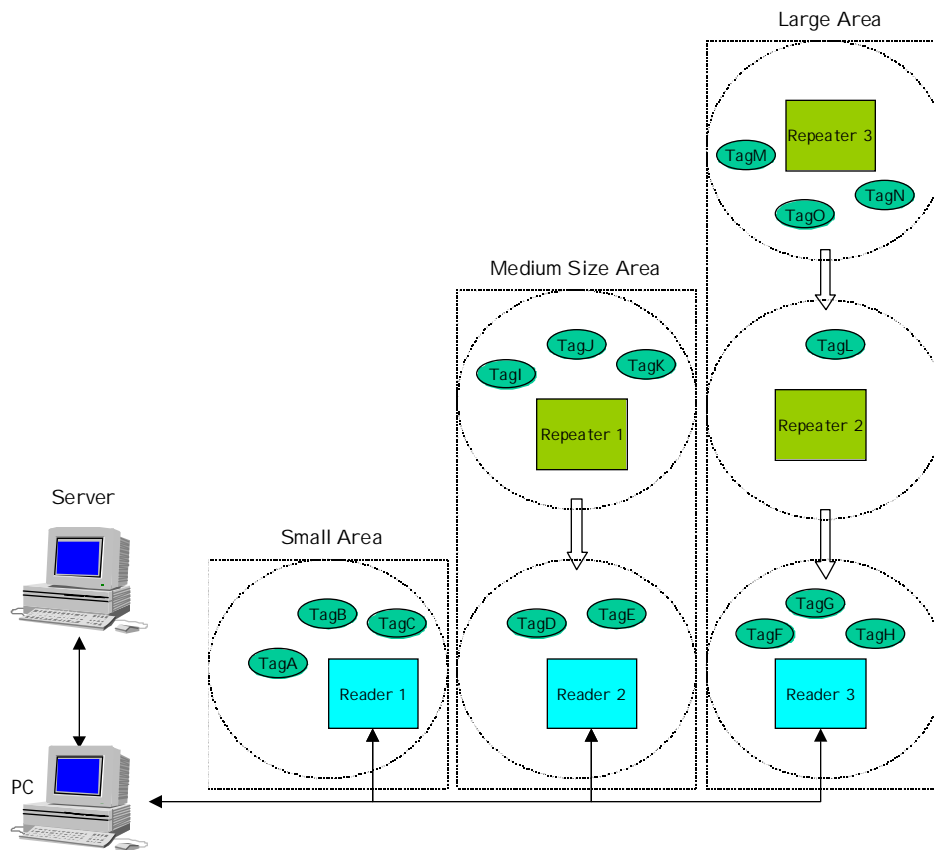 Large Area
Repeater 3
TagM
TagN
TagO
Medium Size Area
TagJ
TagL
TagI
TagK
Repeater 1
Repeater 2
Server
Small Area
TagB
TagC
TagD
TagE
TagG
TagF
TagH
TagA
Reader 1
Reader 2
Reader 3
PC